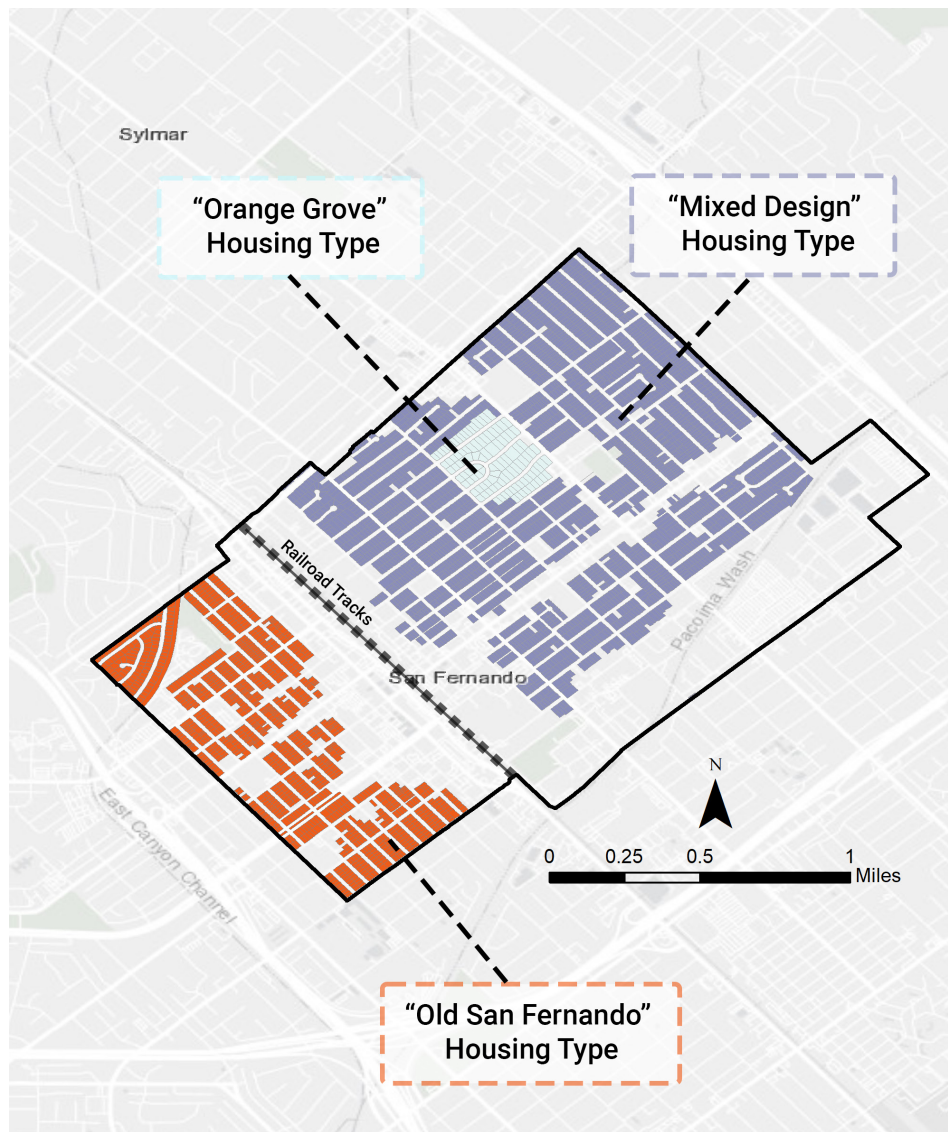 Sylmar
“Orange Grove”
Housing Type
“Mixed Design”
Housing Type
Railroad Tracks
Pacoima Wash
San Fernando
East Canyon Channel
N
0 0.25 0.5 1
Miles
“Old San Fernando”
Housing Type